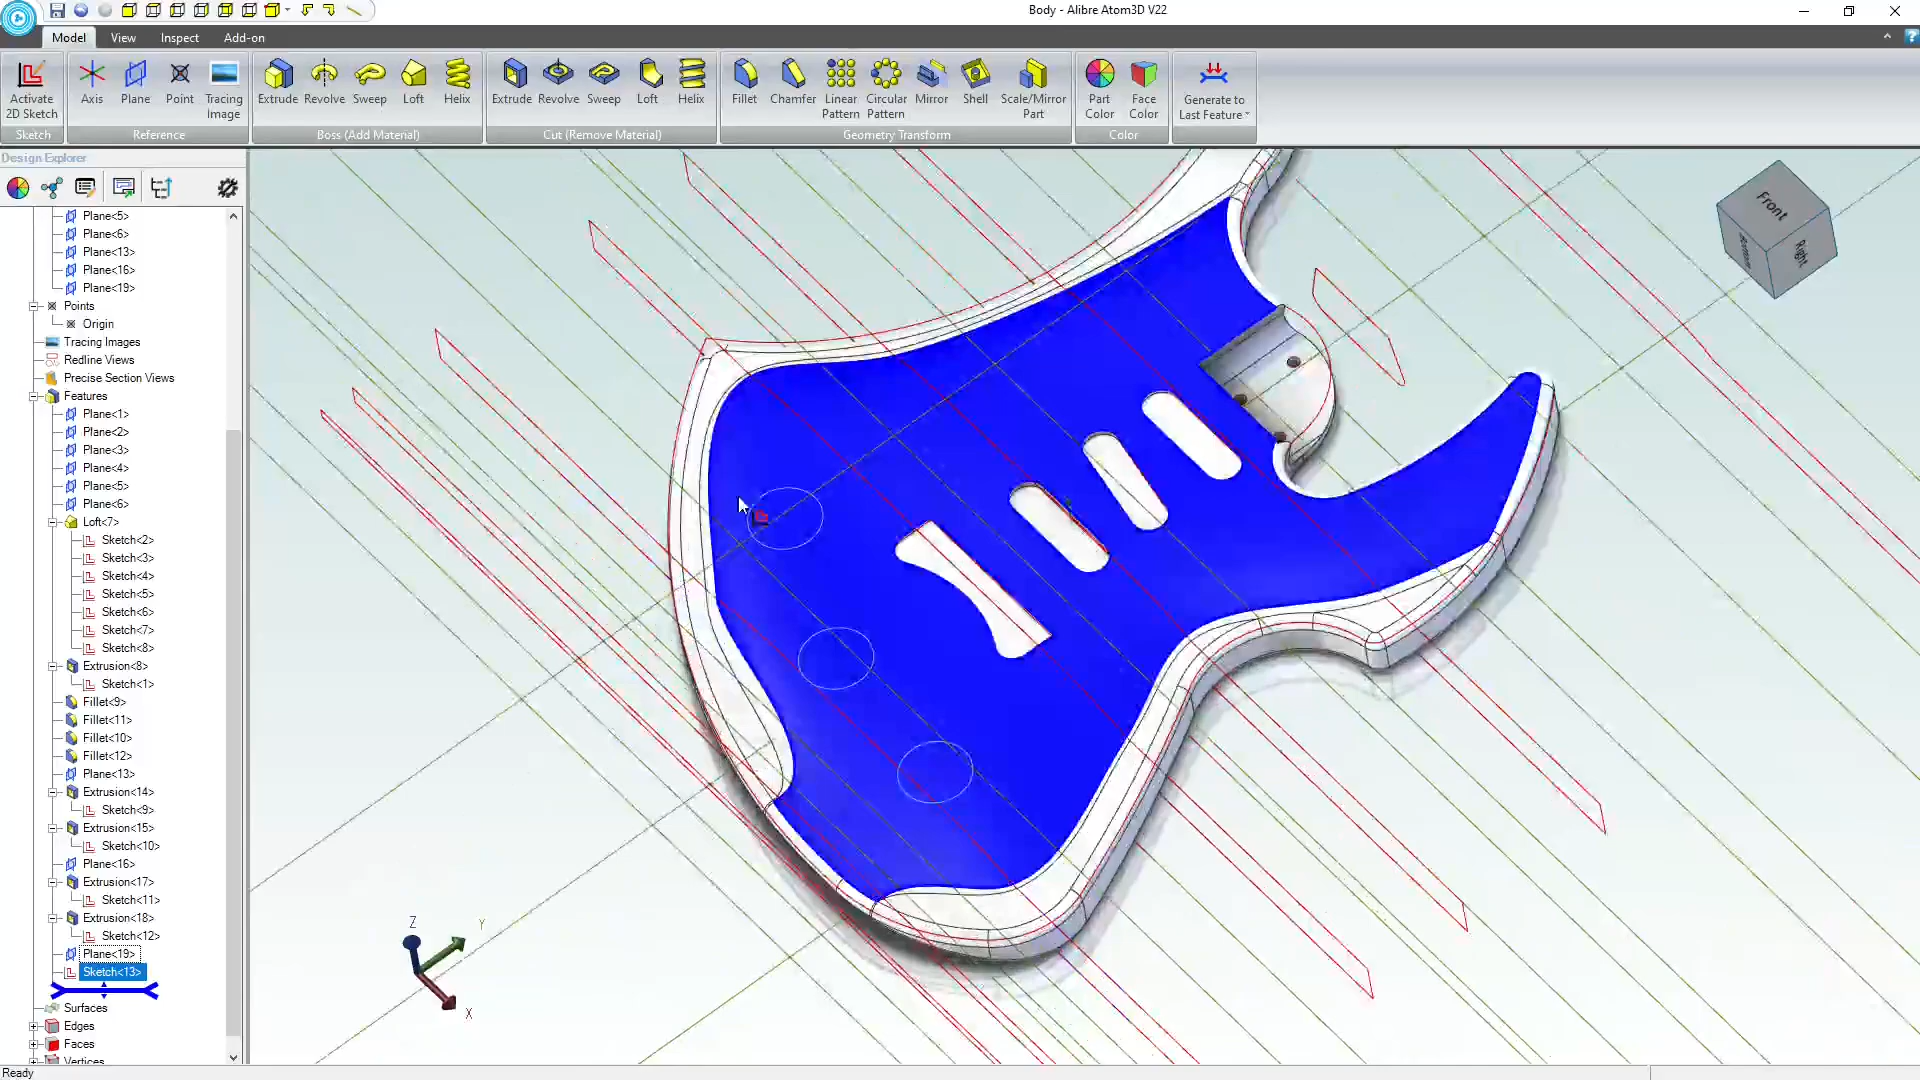 Body - Alibre Atom3D V22
Model View Inspect Add-on
Activate 2D Sketch
Axis Plane Point Tracing Image
Extrude Revolve Sweep Loft Helix
Extrude Revolve Sweep Loft Helix
Fillet Chamfer Linear Pattern Circular Pattern Mirror Shell Scale/Mirror Part
Part Color Face Color
Generate to Last Feature
Sketch Reference Boss (Add Material) Cut (Remove Material) Geometry Transform Color
Design Explorer
Plane<5>
Plane<6>
Plane<13>
Plane<16>
Plane<19>
Points
Origin
Tracing Images
Redline Views
Precise Section Views
Features
Plane<1>
Plane<2>
Plane<3>
Plane<4>
Plane<5>
Plane<6>
Loft<7>
Sketch<2>
Sketch<3>
Sketch<4>
Sketch<5>
Sketch<6>
Sketch<7>
Sketch<8>
Extrusion<8>
Sketch<1>
Fillet<9>
Fillet<11>
Fillet<10>
Fillet<12>
Plane<13>
Extrusion<14>
Sketch<9>
Extrusion<15>
Sketch<10>
Plane<16>
Extrusion<17>
Sketch<11>
Extrusion<18>
Sketch<12>
Plane<19>
Sketch<13>
Surfaces
Edges
Faces
Vertices
Front
Right
Z
Y
X
Ready